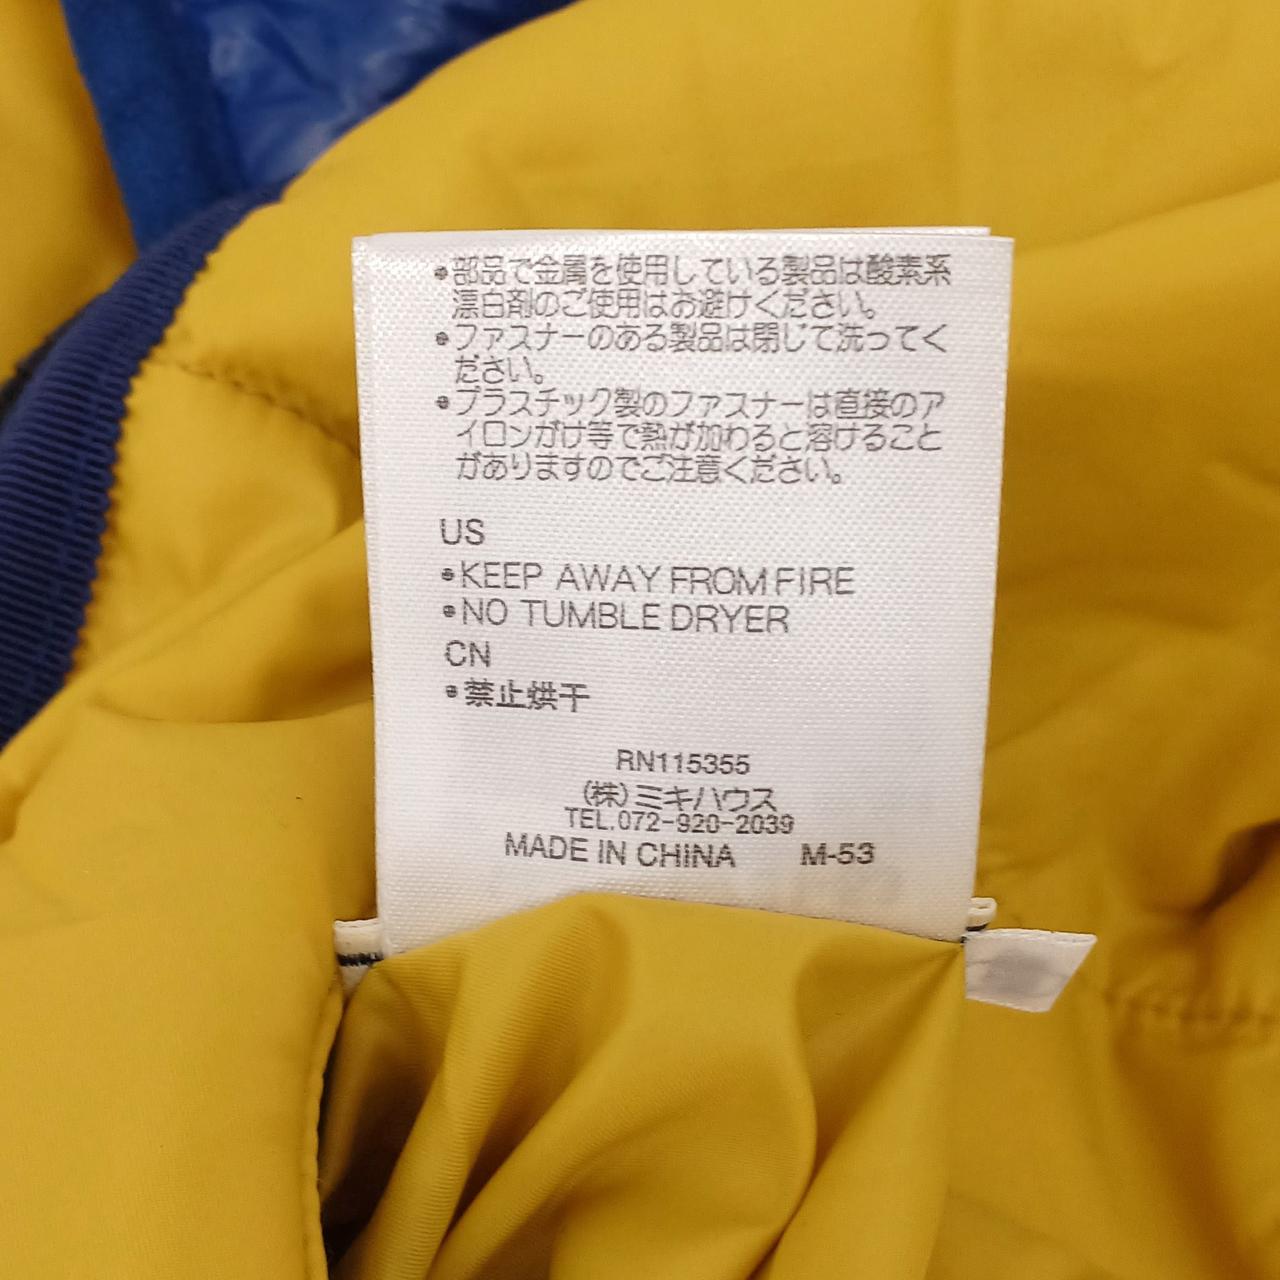 ●部品で金属を使用している製品は酸素系
漂白剤のご使用はお避けください。
●ファスナーのある製品は閉じて洗ってく
ださい。
●プラスチック製のファスナーは直接のア
イロンがけ等で熱が加わると溶けること
がありますのでご注意ください。
US
●KEEP AWAY FROM FIRE
●NO TUMBLE DRYER
CN
●禁止烘干
RN115355
(株)ミキハウス
TEL.072-920-2039
MADE IN CHINA M-53